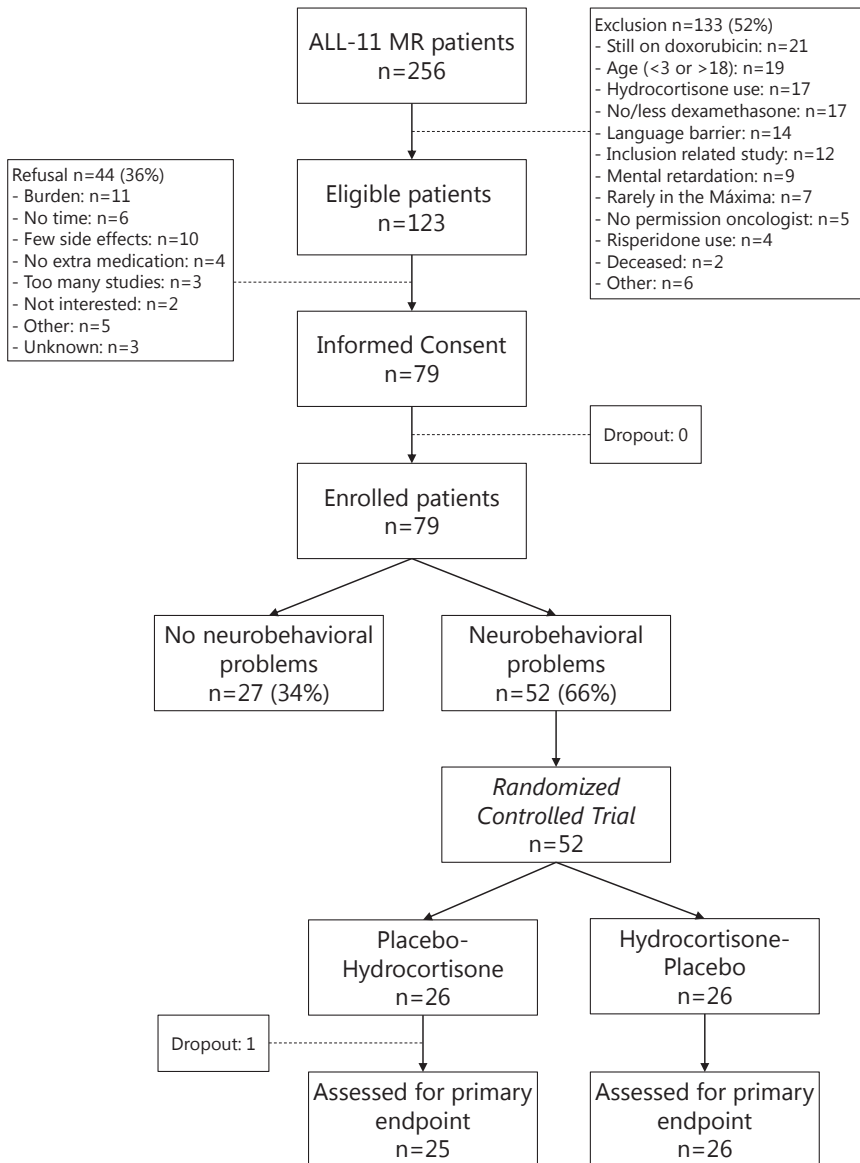 ALL-11 MR patients
n=256
Exclusion n=133 (52%)
- Still on doxorubicin: n=21
- Age (<3 or >18): n=19
- Hydrocortisone use: n=17
- No/less dexamethasone: n=17
- Language barrier: n=14
- Inclusion related study: n=12
- Mental retardation: n=9
- Rarely in the Máxima: n=7
- No permission oncologist: n=5
- Risperidone use: n=4
- Deceased: n=2
- Other: n=6
Eligible patients
n=123
Refusal n=44 (36%)
- Burden: n=11
- No time: n=6
- Few side effects: n=10
- No extra medication: n=4
- Too many studies: n=3
- Not interested: n=2
- Other: n=5
- Unknown: n=3
Informed Consent
n=79
Dropout: 0
Enrolled patients
n=79
No neurobehavioral
problems
n=27 (34%)
Neurobehavioral
problems
n=52 (66%)
Randomized
Controlled Trial
n=52
Placebo-
Hydrocortisone
n=26
Hydrocortisone-
Placebo
n=26
Dropout: 1
Assessed for primary
endpoint
n=25
Assessed for primary
endpoint
n=26